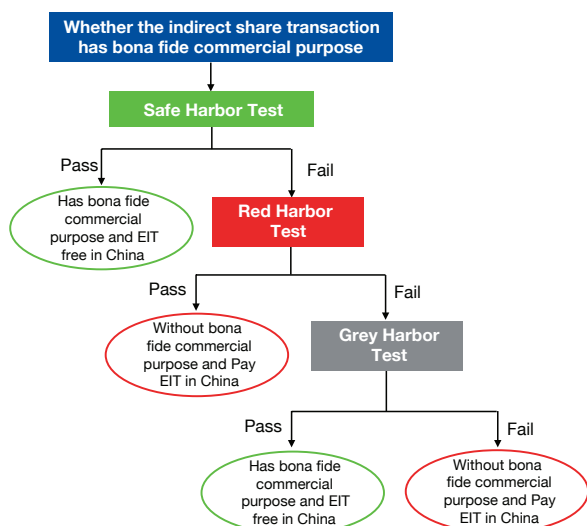 Whether the indirect share transaction
has bona fide commercial purpose
Safe Harbor Test
Pass
Fail
Has bona fide
commercial
purpose and EIT
free in China
Red Harbor
Test
Pass
Fail
Without bona
fide commercial
purpose and Pay
EIT in China
Grey Harbor
Test
Pass
Fail
Has bona fide
commercial
purpose and EIT
free in China
Without bona
fide commercial
purpose and Pay
EIT in China